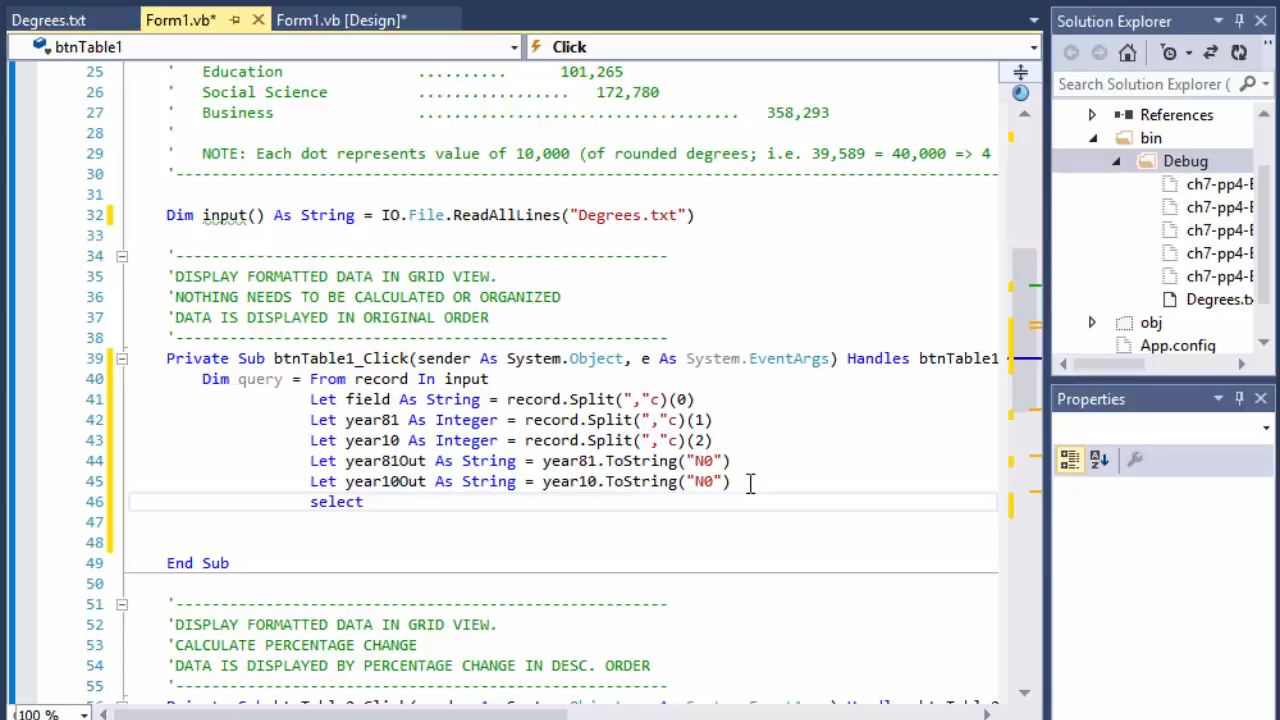 Degrees.txt Form1.vb* Form1.vb [Design]*
btnTable1 Click
25 ' Education .......... 101,265
26 ' Social Science ................. 172,780
27 ' Business .................................... 358,293
28 '
29 ' NOTE: Each dot represents value of 10,000 (of rounded degrees; i.e. 39,589 = 40,000 => 4
30 '---------------------------------------------------------------------------------------------
31
32 Dim input() As String = IO.File.ReadAllLines("Degrees.txt")
33
34 '-------------------------------------------------------
35 'DISPLAY FORMATTED DATA IN GRID VIEW.
36 'NOTHING NEEDS TO BE CALCULATED OR ORGANIZED
37 'DATA IS DISPLAYED IN ORIGINAL ORDER
38 '-------------------------------------------------------
39 Private Sub btnTable1_Click(sender As System.Object, e As System.EventArgs) Handles btnTable1
40 Dim query = From record In input
41 Let field As String = record.Split(","c)(0)
42 Let year81 As Integer = record.Split(","c)(1)
43 Let year10 As Integer = record.Split(","c)(2)
44 Let year81Out As String = year81.ToString("N0")
45 Let year10Out As String = year10.ToString("N0")
46 select
47
48
49 End Sub
50
51 '-------------------------------------------------------
52 'DISPLAY FORMATTED DATA IN GRID VIEW.
53 'CALCULATE PERCENTAGE CHANGE
54 'DATA IS DISPLAYED BY PERCENTAGE CHANGE IN DESC. ORDER
55 '-------------------------------------------------------
100 %
Solution Explorer
Search Solution Explorer (
References
bin
Debug
ch7-pp4-E
ch7-pp4-E
ch7-pp4-E
ch7-pp4-E
ch7-pp4-E
Degrees.tx
obj
App.config
Properties